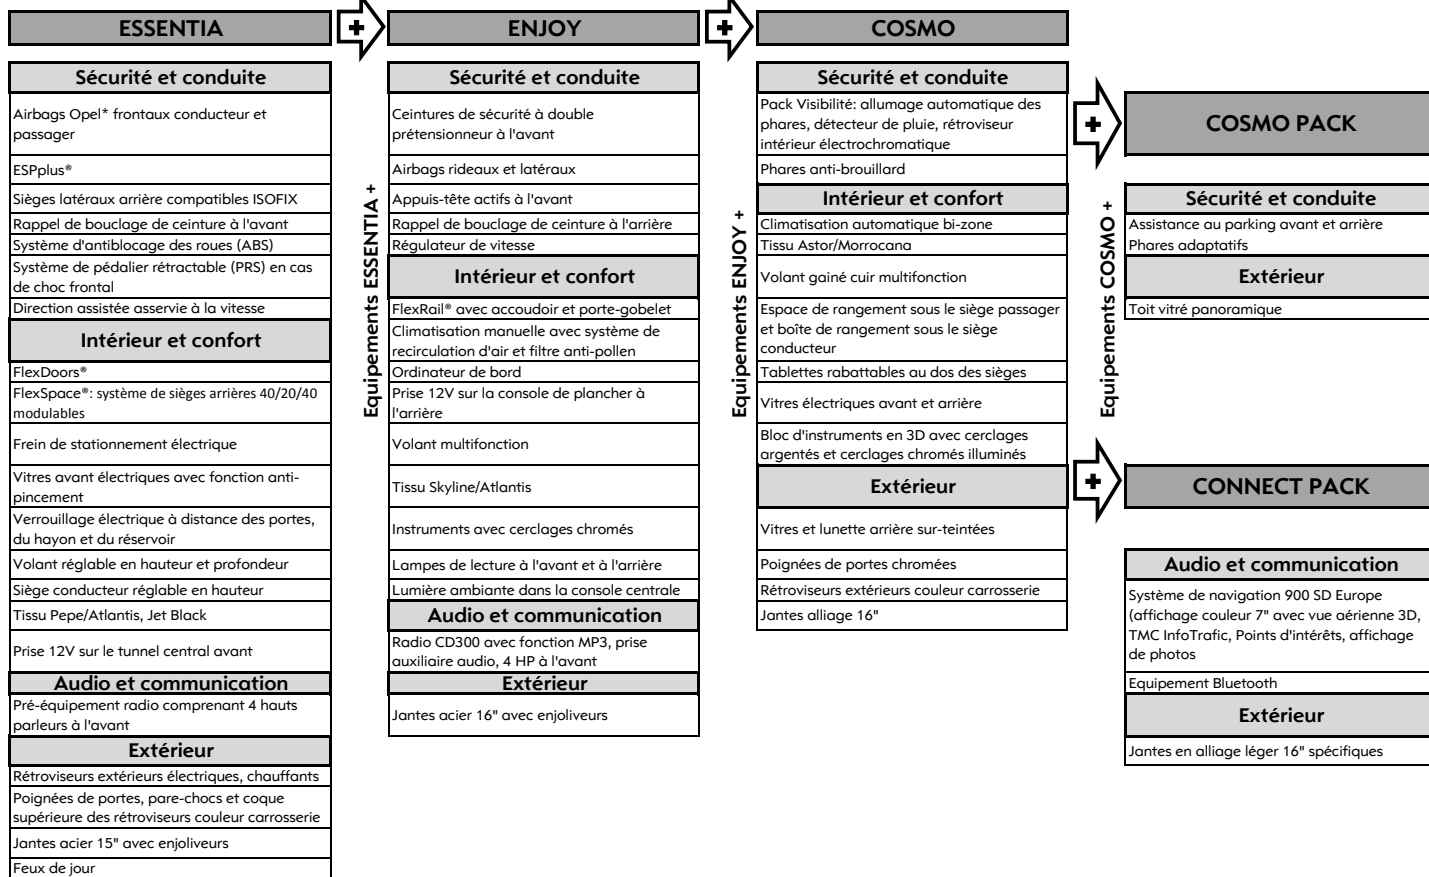 ESSENTIA
+
ENJOY
+
COSMO
Sécurité et conduite
Airbags Opel* frontaux conducteur et
passager
ESPplus®
Sièges latéraux arrière compatibles ISOFIX
Rappel de bouclage de ceinture à l'avant
Système d'antiblocage des roues (ABS)
Système de pédalier rétractable (PRS) en cas
de choc frontal
Direction assistée asservie à la vitesse
Intérieur et confort
FlexDoors®
FlexSpace®: système de sièges arrières 40/20/40
modulables
Frein de stationnement électrique
Vitres avant électriques avec fonction anti-
pincement
Verrouillage électrique à distance des portes,
du hayon et du réservoir
Volant réglable en hauteur et profondeur
Siège conducteur réglable en hauteur
Tissu Pepe/Atlantis, Jet Black
Prise 12V sur le tunnel central avant
Audio et communication
Pré-équipement radio comprenant 4 hauts
parleurs à l'avant
Extérieur
Rétroviseurs extérieurs électriques, chauffants
Poignées de portes, pare-chocs et coque
supérieure des rétroviseurs couleur carrosserie
Jantes acier 15" avec enjoliveurs
Feux de jour
Equipements ESSENTIA +
Sécurité et conduite
Ceintures de sécurité à double
prétensionneur à l'avant
Airbags rideaux et latéraux
Appuis-tête actifs à l'avant
Rappel de bouclage de ceinture à l'arrière
Régulateur de vitesse
Intérieur et confort
FlexRail® avec accoudoir et porte-gobelet
Climatisation manuelle avec système de
recirculation d'air et filtre anti-pollen
Ordinateur de bord
Prise 12V sur la console de plancher à
l'arrière
Volant multifonction
Tissu Skyline/Atlantis
Instruments avec cerclages chromés
Lampes de lecture à l'avant et à l'arrière
Lumière ambiante dans la console centrale
Audio et communication
Radio CD300 avec fonction MP3, prise
auxiliaire audio, 4 HP à l'avant
Extérieur
Jantes acier 16" avec enjoliveurs
Equipements ENJOY +
Sécurité et conduite
Pack Visibilité: allumage automatique des
phares, détecteur de pluie, rétroviseur
intérieur électrochromatique
Phares anti-brouillard
Intérieur et confort
Climatisation automatique bi-zone
Tissu Astor/Morrocana
Volant gainé cuir multifonction
Espace de rangement sous le siège passager
et boîte de rangement sous le siège
conducteur
Tablettes rabattables au dos des sièges
Vitres électriques avant et arrière
Bloc d'instruments en 3D avec cerclages
argentés et cerclages chromés illuminés
Extérieur
Vitres et lunette arrière sur-teintées
Poignées de portes chromées
Rétroviseurs extérieurs couleur carrosserie
Jantes alliage 16"
Equipements COSMO +
+
COSMO PACK
Sécurité et conduite
Assistance au parking avant et arrière
Phares adaptatifs
Extérieur
Toit vitré panoramique
+
CONNECT PACK
Audio et communication
Système de navigation 900 SD Europe
(affichage couleur 7" avec vue aérienne 3D,
TMC InfoTrafic, Points d'intérêts, affichage
de photos
Equipement Bluetooth
Extérieur
Jantes en alliage léger 16" spécifiques